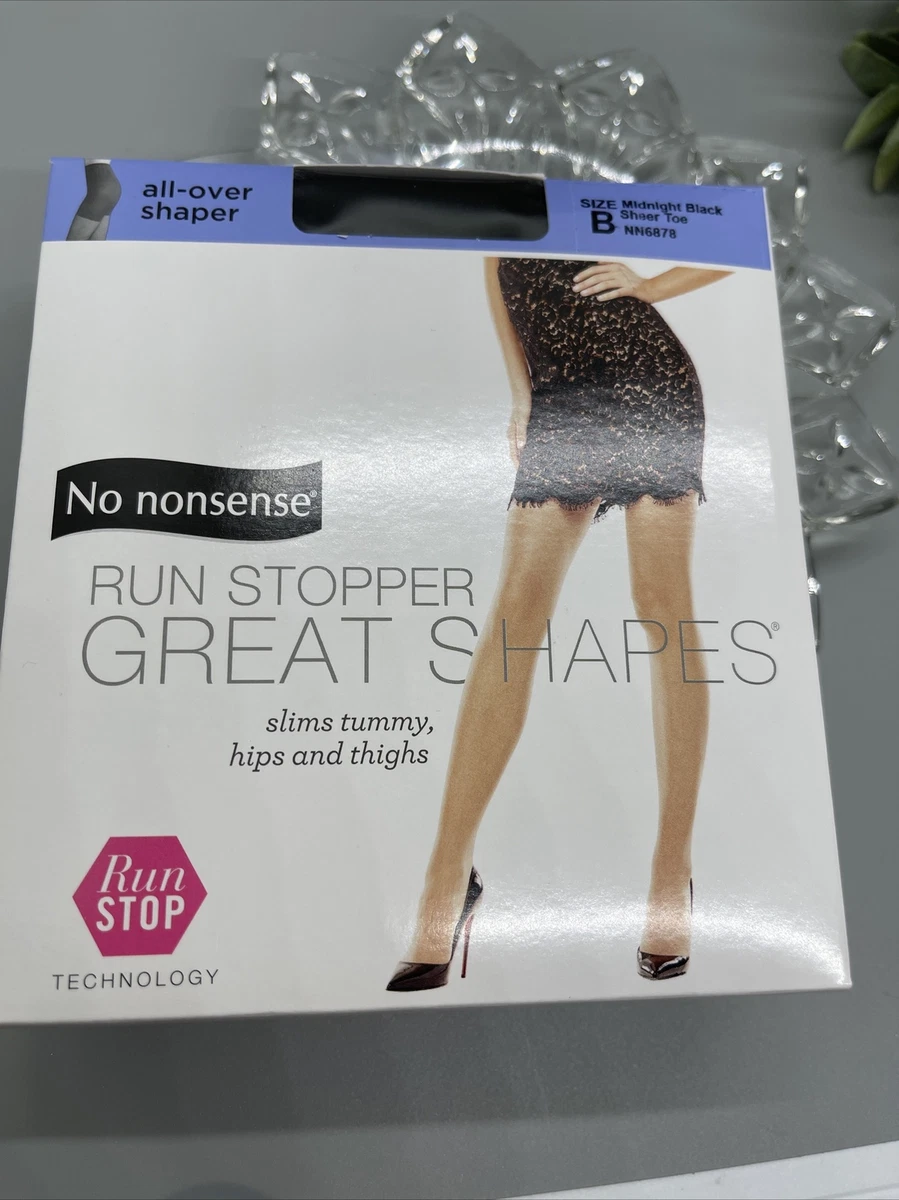 all-over
shaper
SIZE Midnight Black
B Sheer Toe
NN6878
No nonsense®
RUN STOPPER
GREAT SHAPES®
slims tummy,
hips and thighs
Run
STOP
TECHNOLOGY